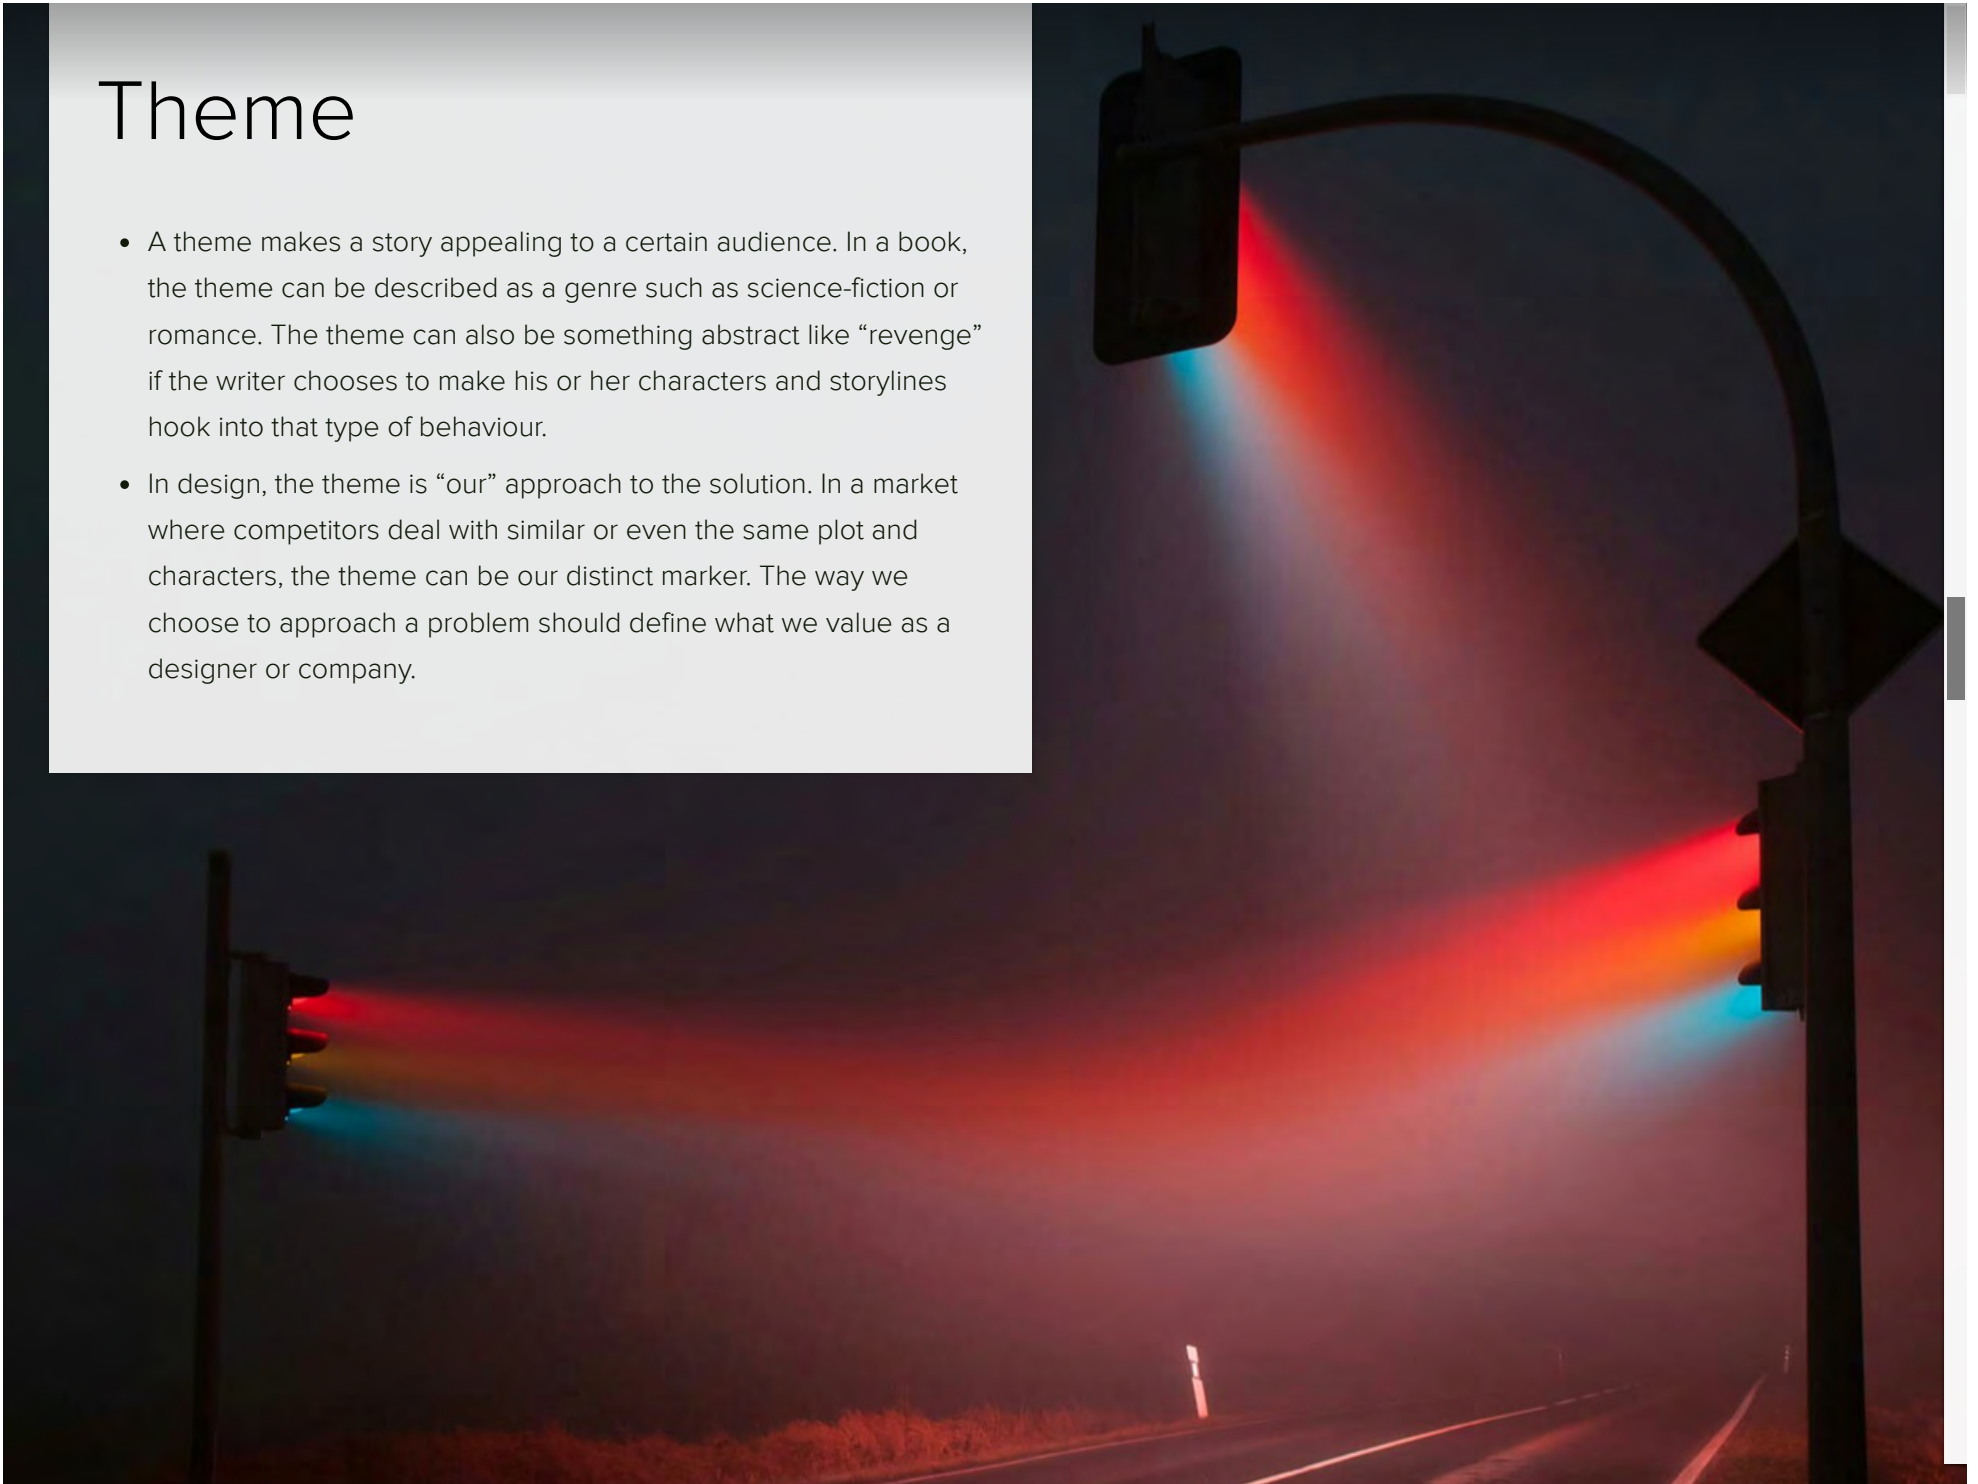 Theme
• A theme makes a story appealing to a certain audience. In a book,
the theme can be described as a genre such as science-fiction or
romance. The theme can also be something abstract like “revenge”
if the writer chooses to make his or her characters and storylines
hook into that type of behaviour.
• In design, the theme is “our” approach to the solution. In a market
where competitors deal with similar or even the same plot and
characters, the theme can be our distinct marker. The way we
choose to approach a problem should define what we value as a
designer or company.